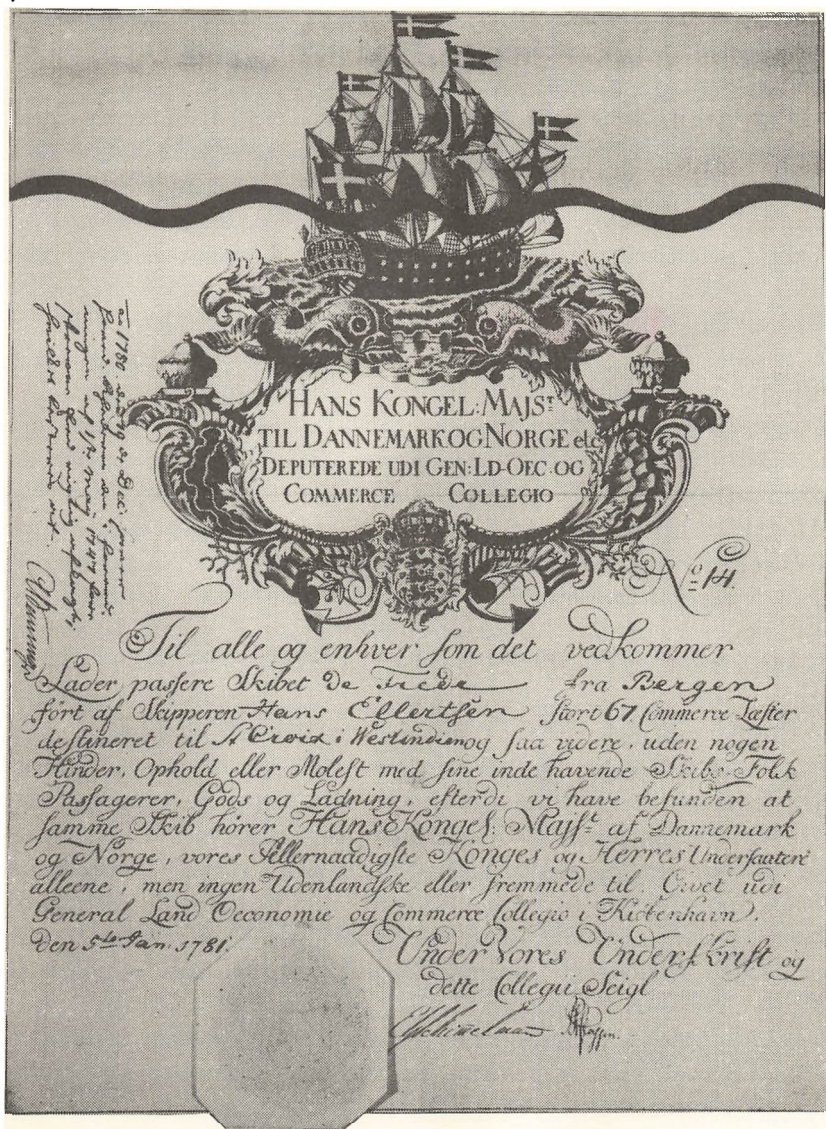 HANS KONGEL: MAJS:T
TIL DANNEMARK OG NORGE etc
DEPUTEREDE UDI GEN: LD-OEC-OG
COMMERCE COLLEGIO
No 14
Til alle og enhver som det vedkommer
Lader passere Skibet De Fiede fra Bergen
ført af Skipperen Hans Ellertsen stort 67 Commerce Læster
destineret til St Croix i Westindien og saa videre, uden nogen
Hinder, Ophold eller Molest med sine inde havende Skibs-Folk
Passagerer, Gods og Ladning, efterdi vi have befunden at
samme Skib hører Hans Kongel: Majst. af Dannemark
og Norge, vores Allernaadigste Konges og Herres Undersaatere
alleene, men ingen Udenlandske eller fremmede til. Givet udi
General Land Oeconomie og Commerce Collegio i Kiöbenhavn.
den 5te Jan. 1781.
Under Vores Underskrift og
dette Collegii Seigl
1780